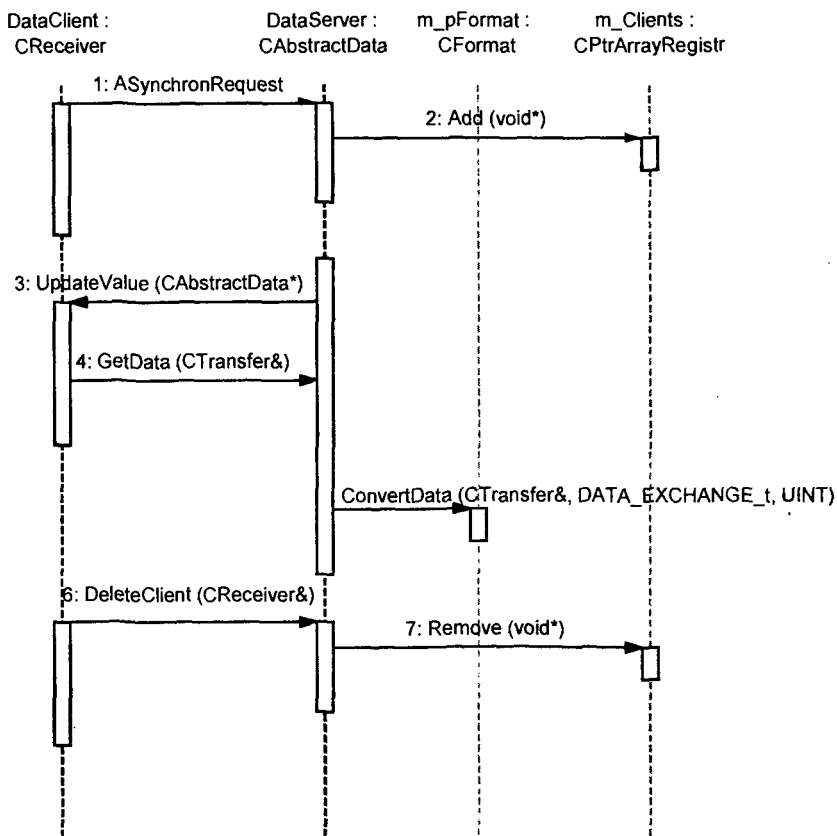 DataClient :
CReceiver
DataServer :
CAbstractData
m_pFormat :
CFormat
m_Clients :
CPtrArrayRegistr
1: ASynchronRequest
2: Add (void*)
3: UpdateValue (CAbstractData*)
4: GetData (CTransfer&)
ConvertData (CTransfer&, DATA_EXCHANGE_t, UINT)
6: DeleteClient (CReceiver&)
7: Remove (void*)